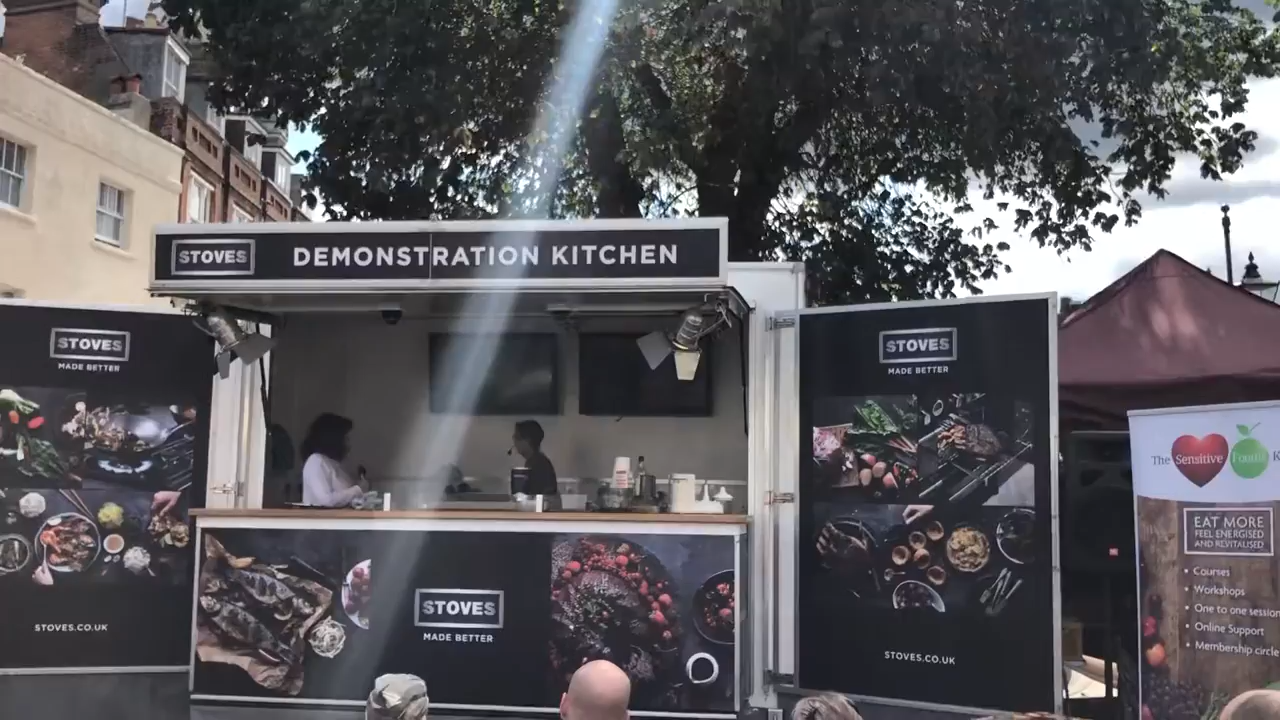 STOVES DEMONSTRATION KITCHEN
STOVES
MADE BETTER
STOVES.CO.UK
STOVES
MADE BETTER
STOVES
MADE BETTER
STOVES.CO.UK
The Sensitive Foodie K
EAT MORE
FEEL ENERGISED
AND REVITALISED
• Courses
• Workshops
• One to one session
• Online Support
• Membership circle